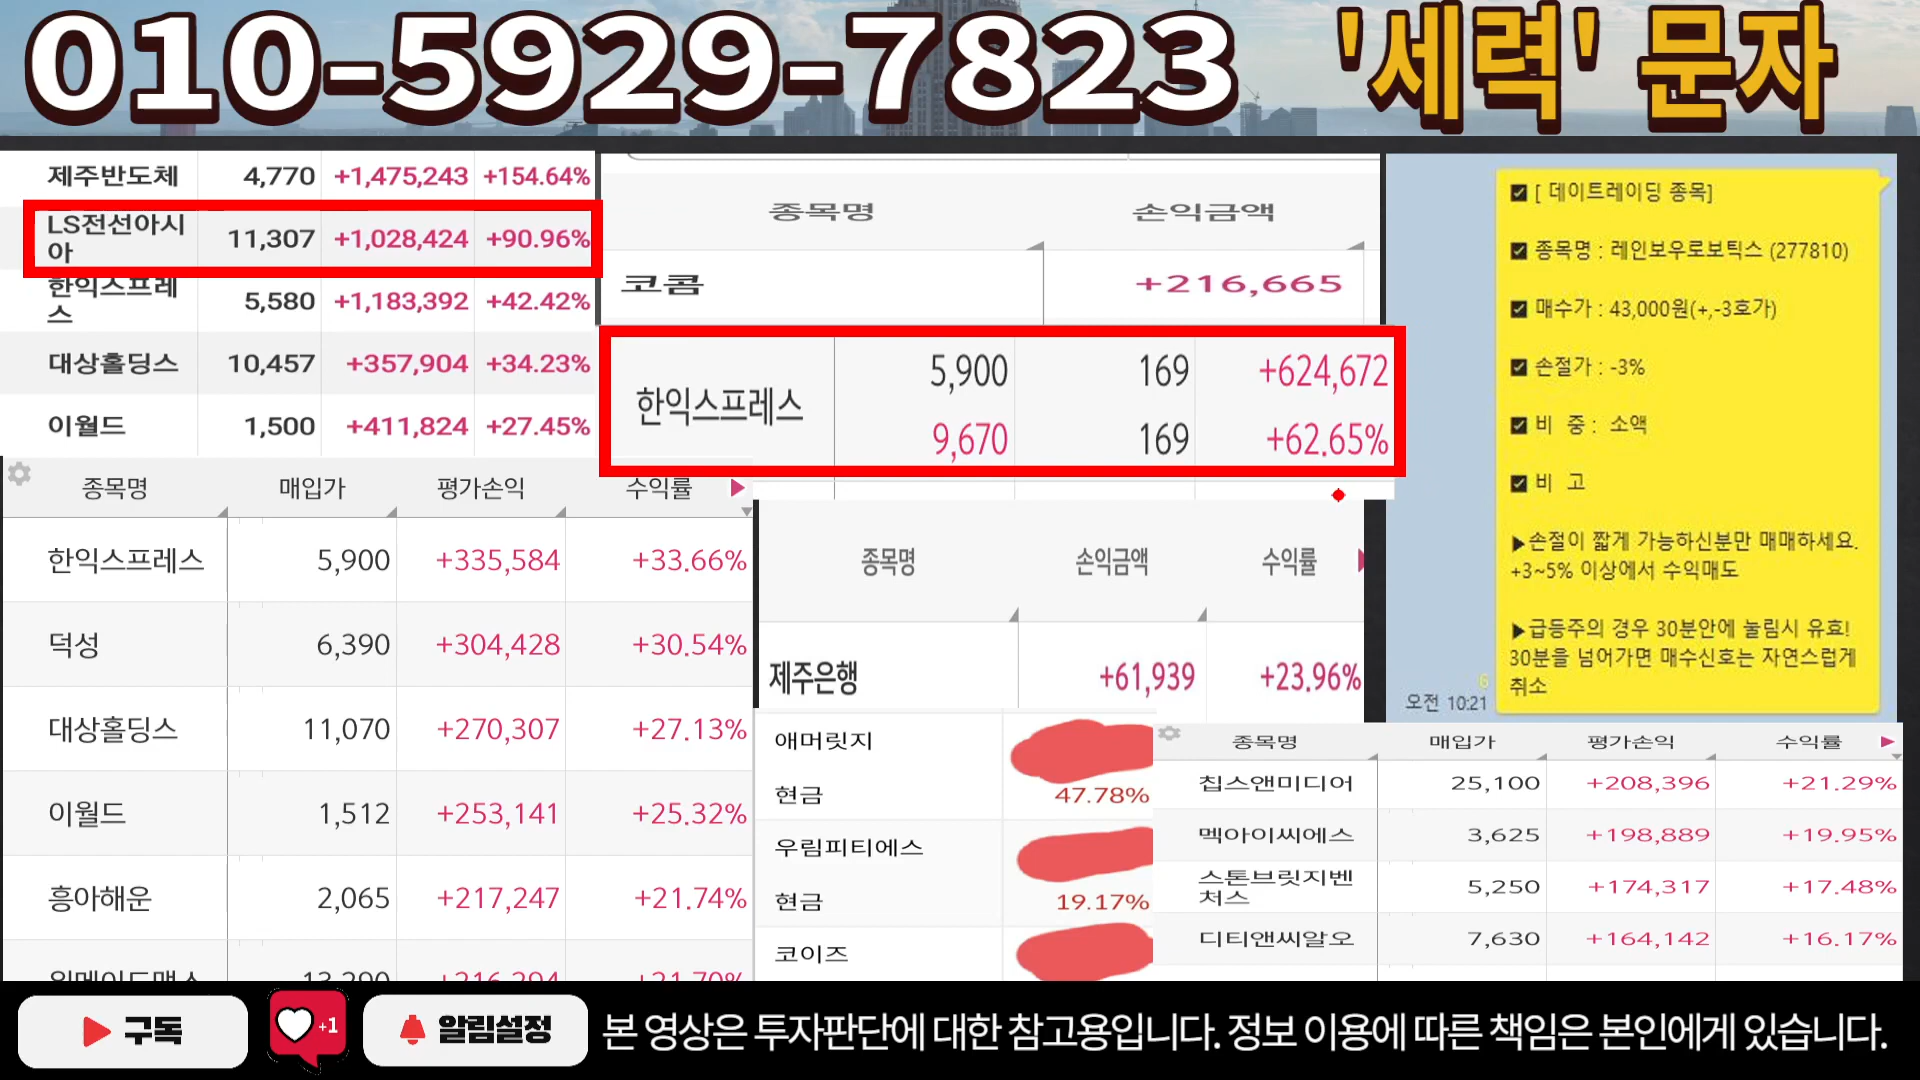 010-5929-7823 '세력' 문자
제주반도체 4,770 +1,475,243 +154.64%
LS전선아시아 11,307 +1,028,424 +90.96%
한익스프레스 5,580 +1,183,392 +42.42%
대상홀딩스 10,457 +357,904 +34.23%
이월드 1,500 +411,824 +27.45%
종목명 손익금액
코콤 +216,665
한익스프레스 5,900 169 +624,672
9,670 169 +62.65%
[ 데이트레이딩 종목]
종목명 : 레인보우로보틱스 (277810)
매수가 : 43,000원(+,-3호가)
손절가 : -3%
비 중 : 소액
비 고
▶손절이 짧게 가능하신분만 매매하세요.
+3~5% 이상에서 수익매도
▶급등주의 경우 30분안에 눌림시 유효!
30분을 넘어가면 매수신호는 자연스럽게
취소
6
오전 10:21
종목명 매입가 평가손익 수익률
한익스프레스 5,900 +335,584 +33.66%
덕성 6,390 +304,428 +30.54%
대상홀딩스 11,070 +270,307 +27.13%
이월드 1,512 +253,141 +25.32%
흥아해운 2,065 +217,247 +21.74%
종목명 손익금액 수익률
제주은행 +61,939 +23.96%
애머릿지
현금 47.78%
우림피티에스
현금 19.17%
코이즈
종목명 매입가 평가손익 수익률
칩스앤미디어 25,100 +208,396 +21.29%
멕아이씨에스 3,625 +198,889 +19.95%
스톤브릿지벤처스 5,250 +174,317 +17.48%
디티앤씨알오 7,630 +164,142 +16.17%
구독 +1 알림설정 본 영상은 투자판단에 대한 참고용입니다. 정보 이용에 따른 책임은 본인에게 있습니다.